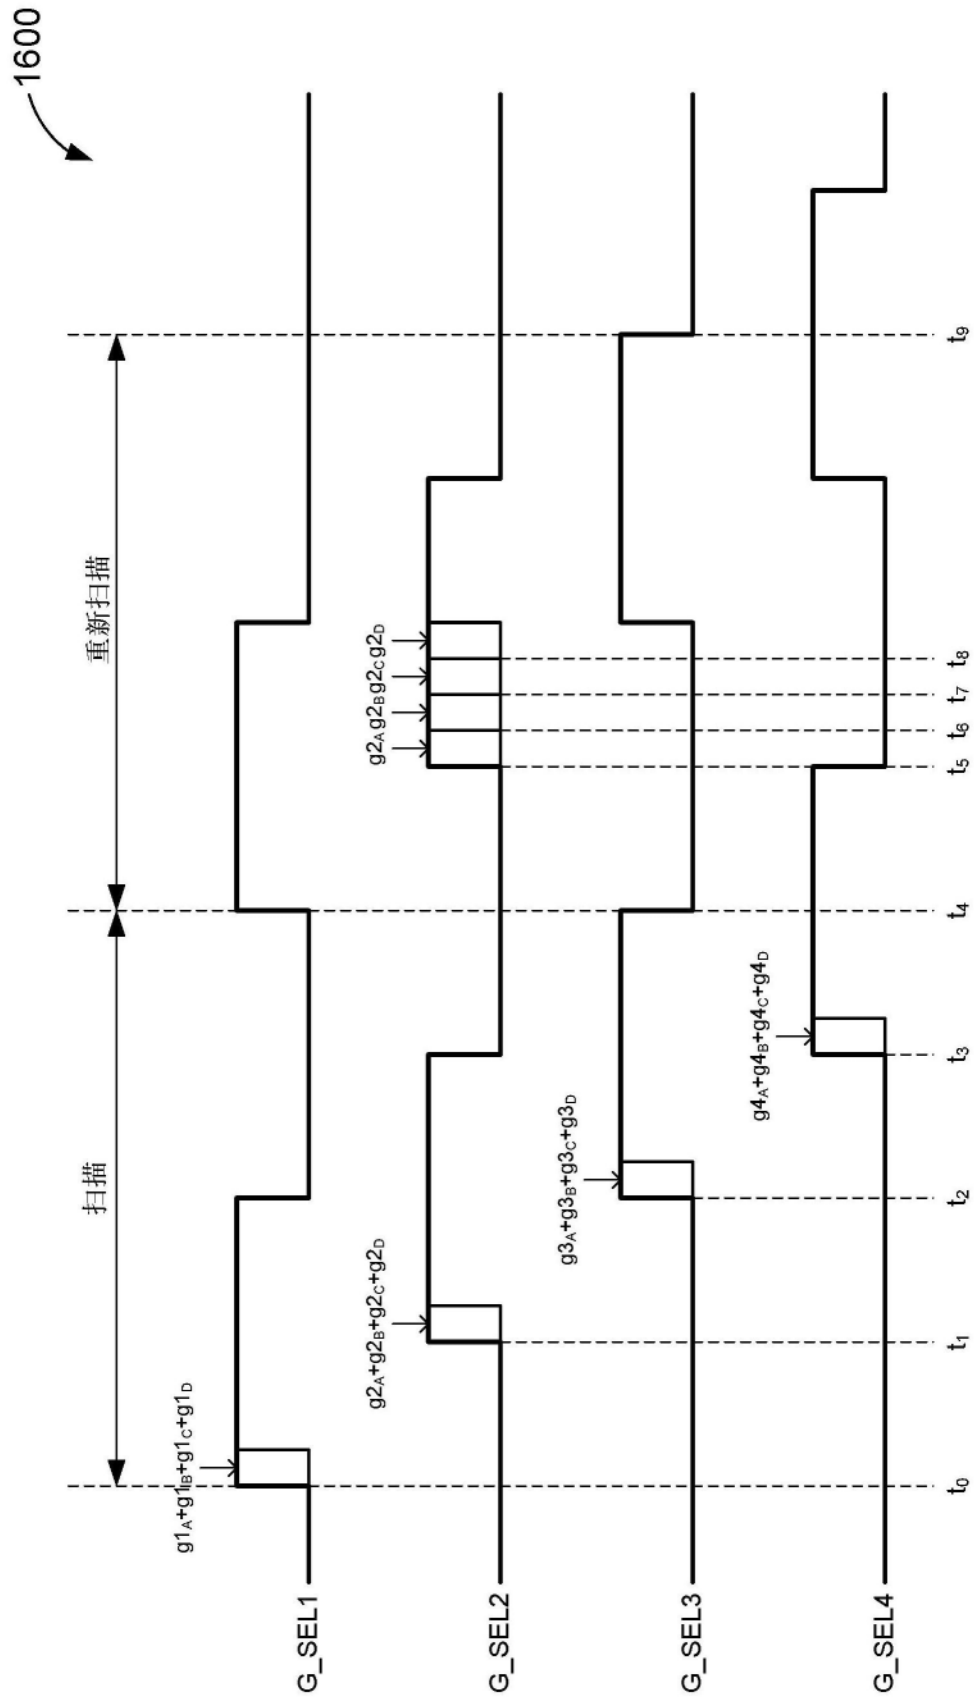 1600
扫描
重新扫描
g1A+g1B+g1C+g1D
G_SEL1
g2A+g2B+g2C+g2D
g2Ag2Bg2Cg2D
G_SEL2
g3A+g3B+g3C+g3D
G_SEL3
g4A+g4B+g4C+g4D
G_SEL4
t0
t1
t2
t3
t4
t5
t6
t7
t8
t9